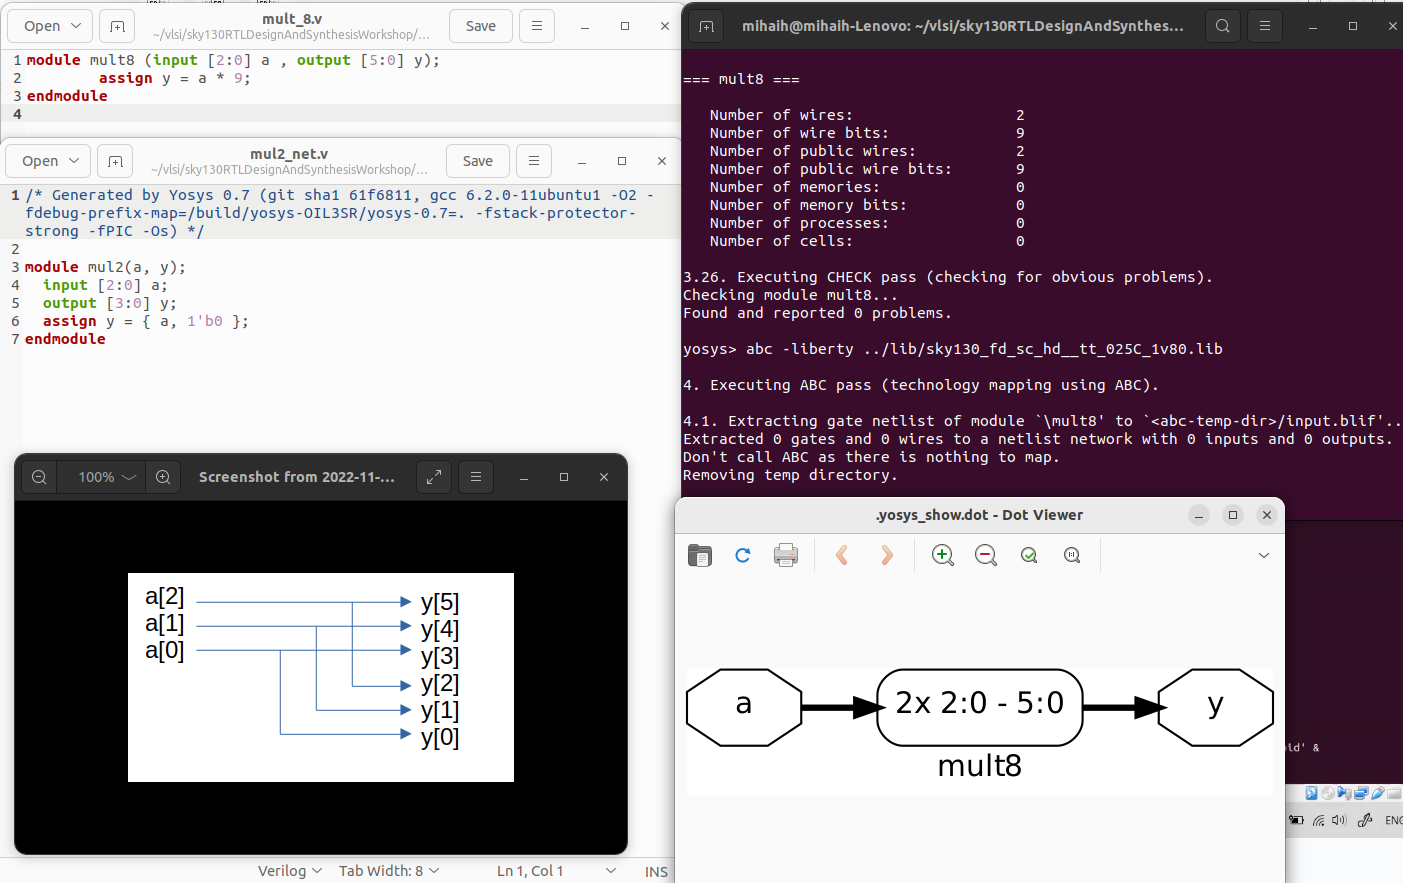 Open
mult_8.v
~/vlsi/sky130RTLDesignAndSynthesisWorkshop/...
Save
1 module mult8 (input [2:0] a , output [5:0] y);
2 assign y = a * 9;
3 endmodule
4
Open
mul2_net.v
~/vlsi/sky130RTLDesignAndSynthesisWorkshop/...
Save
1 /* Generated by Yosys 0.7 (git sha1 61f6811, gcc 6.2.0-11ubuntu1 -O2 -
fdebug-prefix-map=/build/yosys-OIL3SR/yosys-0.7=. -fstack-protector-
strong -fPIC -Os) */
2
3 module mul2(a, y);
4 input [2:0] a;
5 output [3:0] y;
6 assign y = { a, 1'b0 };
7 endmodule
100%
Screenshot from 2022-11-...
a[2]
a[1]
a[0]
y[5]
y[4]
y[3]
y[2]
y[1]
y[0]
Verilog
Tab Width: 8
Ln 1, Col 1
INS
mihaih@mihaih-Lenovo: ~/vlsi/sky130RTLDesignAndSynthes...
=== mult8 ===
Number of wires: 2
Number of wire bits: 9
Number of public wires: 2
Number of public wire bits: 9
Number of memories: 0
Number of memory bits: 0
Number of processes: 0
Number of cells: 0
3.26. Executing CHECK pass (checking for obvious problems).
Checking module mult8...
Found and reported 0 problems.
yosys> abc -liberty ../lib/sky130_fd_sc_hd__tt_025C_1v80.lib
4. Executing ABC pass (technology mapping using ABC).
4.1. Extracting gate netlist of module `\mult8' to `<abc-temp-dir>/input.blif'..
Extracted 0 gates and 0 wires to a netlist network with 0 inputs and 0 outputs.
Don't call ABC as there is nothing to map.
Removing temp directory.
.yosys_show.dot - Dot Viewer
a
2x 2:0 - 5:0
y
mult8
id' &
ENG